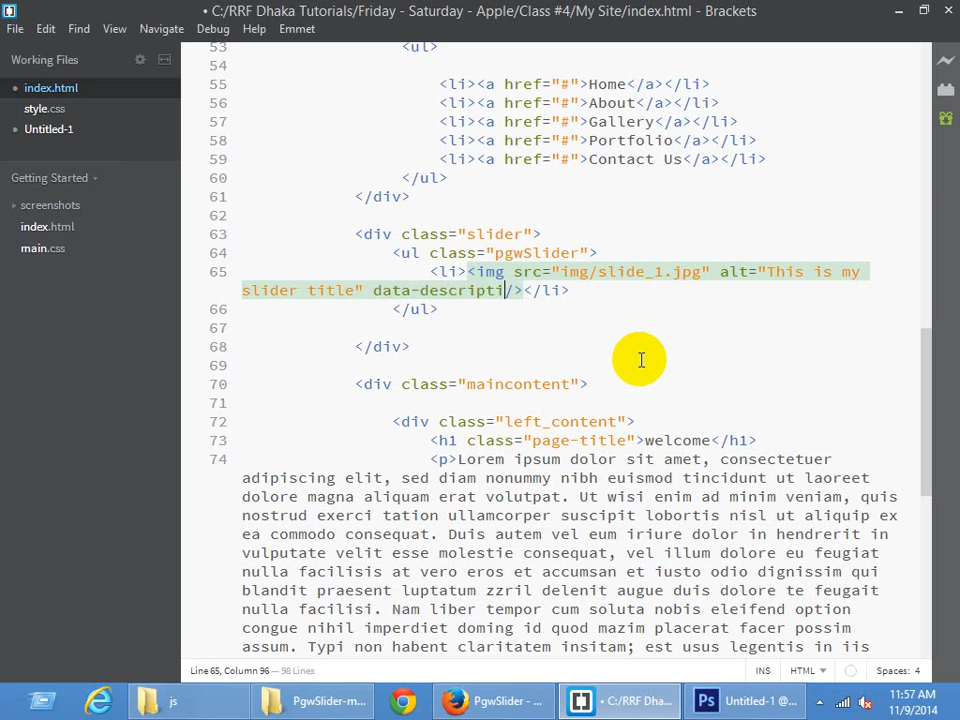 • C:/RRF Dhaka Tutorials/Friday - Saturday - Apple/Class #4/My Site/index.html - Brackets
File Edit Find View Navigate Debug Help Emmet
Working Files
index.html
style.css
Untitled-1
Getting Started
screenshots
index.html
main.css
53 <ul>
54
55 <li><a href="#">Home</a></li>
56 <li><a href="#">About</a></li>
57 <li><a href="#">Gallery</a></li>
58 <li><a href="#">Portfolio</a></li>
59 <li><a href="#">Contact Us</a></li>
60 </ul>
61 </div>
62
63 <div class="slider">
64 <ul class="pgwSlider">
65 <li><img src="img/slide_1.jpg" alt="This is my
slider title" data-descripti/></li>
66 </ul>
67
68 </div>
69
70 <div class="maincontent">
71
72 <div class="left_content">
73 <h1 class="page-title">welcome</h1>
74 <p>Lorem ipsum dolor sit amet, consectetuer
adipiscing elit, sed diam nonummy nibh euismod tincidunt ut laoreet
dolore magna aliquam erat volutpat. Ut wisi enim ad minim veniam, quis
nostrud exerci tation ullamcorper suscipit lobortis nisl ut aliquip ex
ea commodo consequat. Duis autem vel eum iriure dolor in hendrerit in
vulputate velit esse molestie consequat, vel illum dolore eu feugiat
nulla facilisis at vero eros et accumsan et iusto odio dignissim qui
blandit praesent luptatum zzril delenit augue duis dolore te feugait
nulla facilisi. Nam liber tempor cum soluta nobis eleifend option
congue nihil imperdiet doming id quod mazim placerat facer possim
assum. Typi non habent claritatem insitam; est usus legentis in iis
Line 65, Column 96 — 98 Lines
INS HTML Spaces: 4
js
PgwSlider-m...
PgwSlider - ...
• C:/RRF Dha...
Ps Untitled-1 @...
11:57 AM
11/9/2014